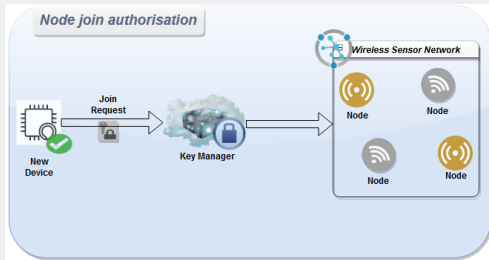 Node join authorisation
Wireless Sensor Network
Join
Request
New
Device
Key Manager
Node
Node
Node
Node